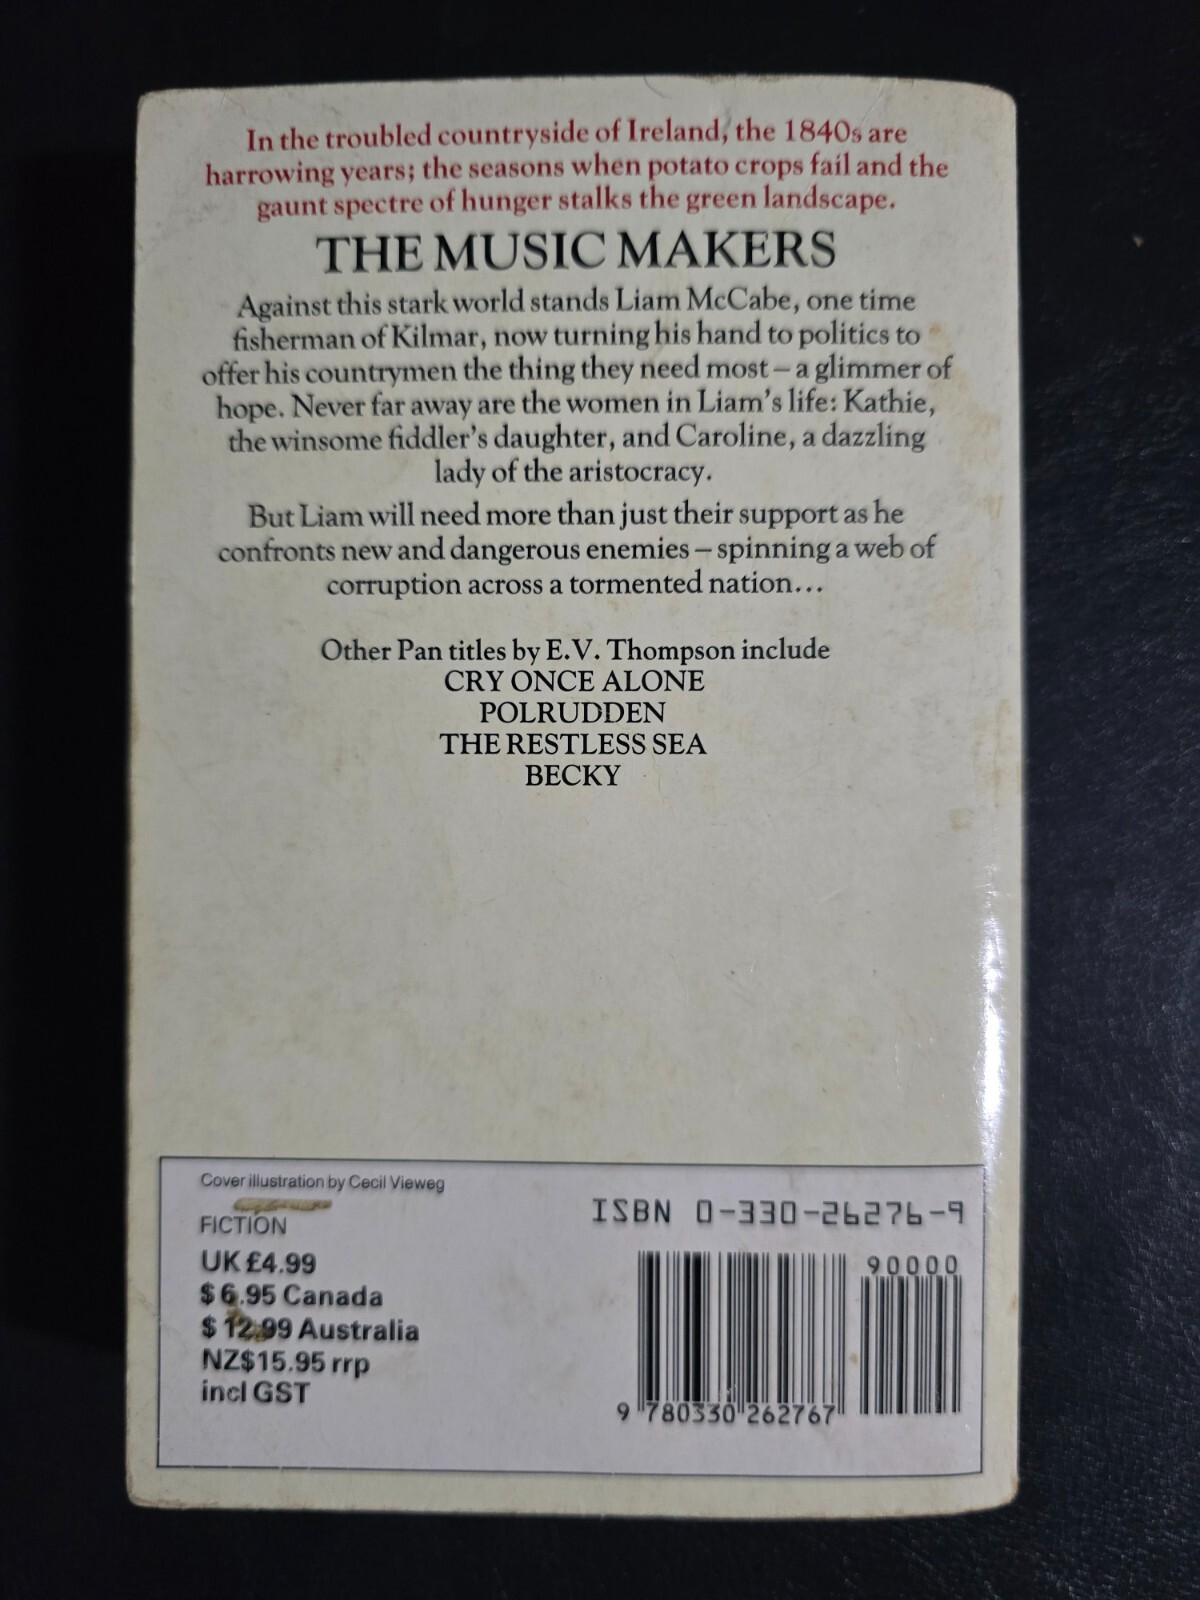 In the troubled countryside of Ireland, the 1840s are
harrowing years; the seasons when potato crops fail and the
gaunt spectre of hunger stalks the green landscape.
THE MUSIC MAKERS
Against this stark world stands Liam McCabe, one time
fisherman of Kilmar, now turning his hand to politics to
offer his countrymen the thing they need most – a glimmer of
hope. Never far away are the women in Liam's life: Kathie,
the winsome fiddler's daughter, and Caroline, a dazzling
lady of the aristocracy.
But Liam will need more than just their support as he
confronts new and dangerous enemies – spinning a web of
corruption across a tormented nation...
Other Pan titles by E.V. Thompson include
CRY ONCE ALONE
POLRUDDEN
THE RESTLESS SEA
BECKY
Cover illustration by Cecil Vieweg
FICTION
UK £4.99
$ 6.95 Canada
$ 12.99 Australia
NZ$15.95 rrp
incl GST
ISBN 0-330-26276-9
90000
9 780330 262767